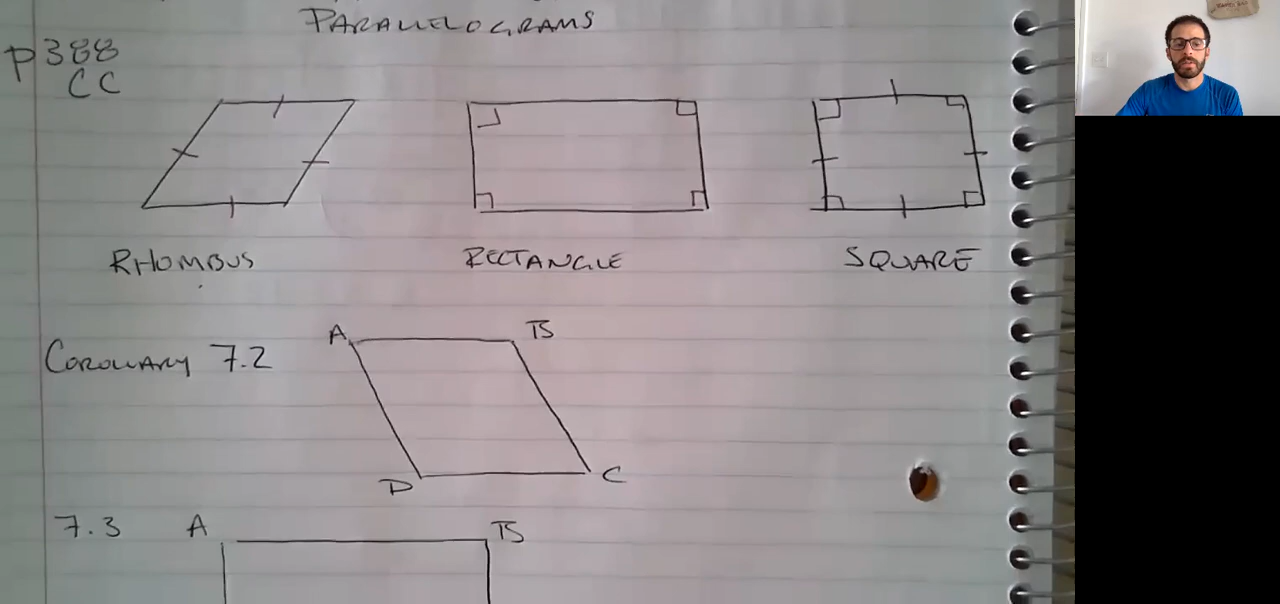 PARALLELOGRAMS
P388
CC
RHOMBUS
RECTANGLE
SQUARE
A B
COROLLARY 7.2
D C
7.3 A B